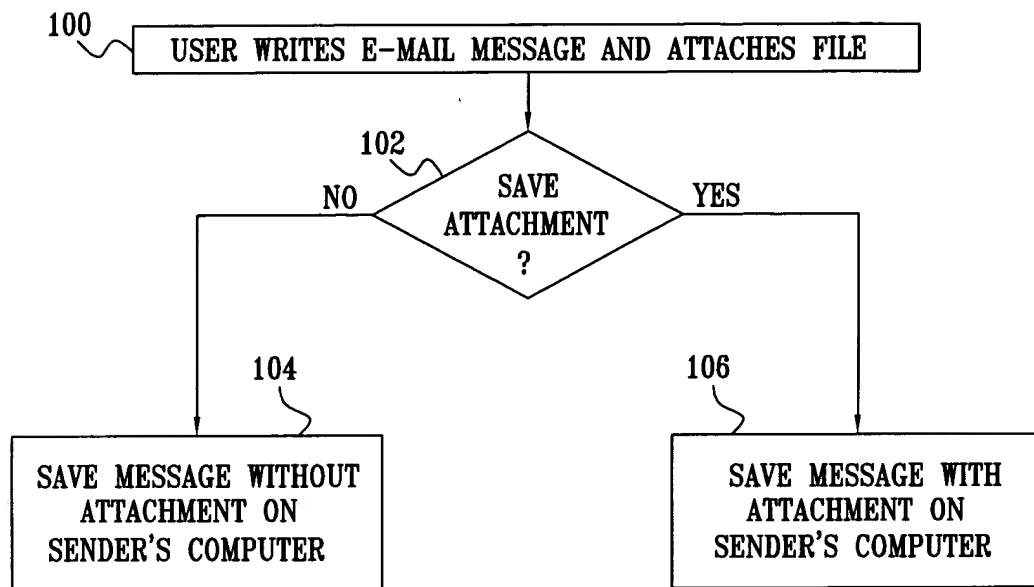 100
USER WRITES E-MAIL MESSAGE AND ATTACHES FILE
102
NO
SAVE
ATTACHMENT
?
YES
104
SAVE MESSAGE WITHOUT
ATTACHMENT ON
SENDER'S COMPUTER
106
SAVE MESSAGE WITH
ATTACHMENT ON
SENDER'S COMPUTER